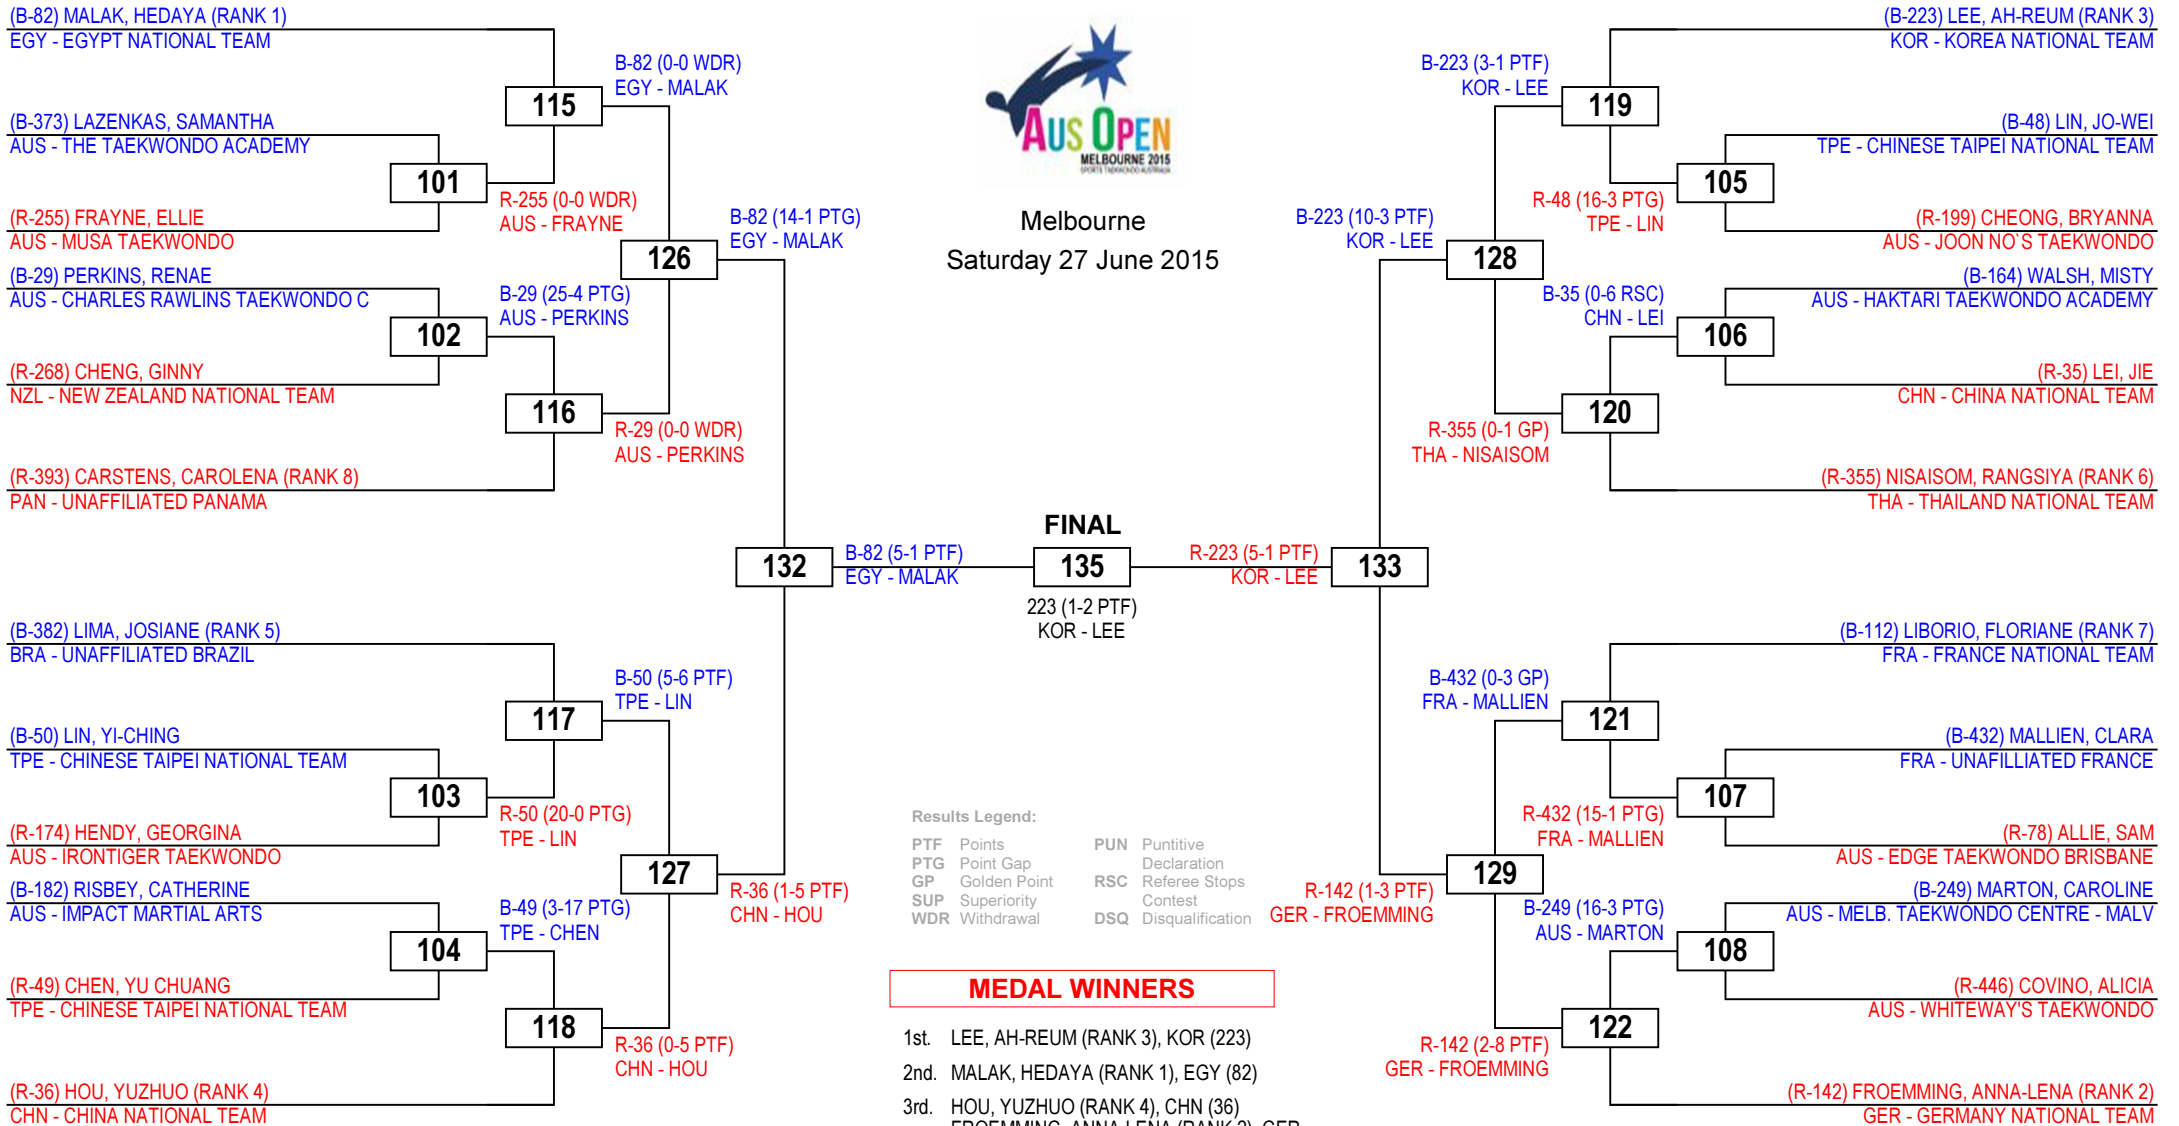 (B-82) MALAK, HEDAYA (RANK 1)
EGY - EGYPT NATIONAL TEAM
(B-373) LAZENKAS, SAMANTHA
AUS - THE TAEKWONDO ACADEMY
(R-255) FRAYNE, ELLIE
AUS - MUSA TAEKWONDO
(B-29) PERKINS, RENAE
AUS - CHARLES RAWLINS TAEKWONDO C
(R-268) CHENG, GINNY
NZL - NEW ZEALAND NATIONAL TEAM
(R-393) CARSTENS, CAROLENA (RANK 8)
PAN - UNAFFILIATED PANAMA
(B-382) LIMA, JOSIANE (RANK 5)
BRA - UNAFFILIATED BRAZIL
(B-50) LIN, YI-CHING
TPE - CHINESE TAIPEI NATIONAL TEAM
(R-174) HENDY, GEORGINA
AUS - IRONTIGER TAEKWONDO
(B-182) RISBEY, CATHERINE
AUS - IMPACT MARTIAL ARTS
(R-49) CHEN, YU CHUANG
TPE - CHINESE TAIPEI NATIONAL TEAM
(R-36) HOU, YUZHUO (RANK 4)
CHN - CHINA NATIONAL TEAM
101
102
103
104
R-255 (0-0 WDR)
AUS - FRAYNE
B-29 (25-4 PTG)
AUS - PERKINS
R-50 (20-0 PTG)
TPE - LIN
B-49 (3-17 PTG)
TPE - CHEN
115
116
117
118
B-82 (0-0 WDR)
EGY - MALAK
R-29 (0-0 WDR)
AUS - PERKINS
B-50 (5-6 PTF)
TPE - LIN
R-36 (0-5 PTF)
CHN - HOU
126
127
B-82 (14-1 PTG)
EGY - MALAK
R-36 (1-5 PTF)
CHN - HOU
132
B-82 (5-1 PTF)
EGY - MALAK
AUS OPEN
MELBOURNE 2015
SPORTS TAEKWONDO AUSTRALIA
Melbourne
Saturday 27 June 2015
FINAL
135
223 (1-2 PTF)
KOR - LEE
Results Legend:
PTF Points
PTG Point Gap
GP Golden Point
SUP Superiority
WDR Withdrawal
PUN Puntitive
Declaration
RSC Referee Stops
Contest
DSQ Disqualification
MEDAL WINNERS
1st. LEE, AH-REUM (RANK 3), KOR (223)
2nd. MALAK, HEDAYA (RANK 1), EGY (82)
3rd. HOU, YUZHUO (RANK 4), CHN (36)
FROEMMING, ANNA-LENA (RANK 2), GER
R-223 (5-1 PTF)
KOR - LEE
133
B-223 (10-3 PTF)
KOR - LEE
R-142 (1-3 PTF)
GER - FROEMMING
128
129
B-223 (3-1 PTF)
KOR - LEE
R-355 (0-1 GP)
THA - NISAISOM
B-432 (0-3 GP)
FRA - MALLIEN
R-142 (2-8 PTF)
GER - FROEMMING
119
120
121
122
R-48 (16-3 PTG)
TPE - LIN
B-35 (0-6 RSC)
CHN - LEI
R-432 (15-1 PTG)
FRA - MALLIEN
B-249 (16-3 PTG)
AUS - MARTON
105
106
107
108
(B-223) LEE, AH-REUM (RANK 3)
KOR - KOREA NATIONAL TEAM
(B-48) LIN, JO-WEI
TPE - CHINESE TAIPEI NATIONAL TEAM
(R-199) CHEONG, BRYANNA
AUS - JOON NO`S TAEKWONDO
(B-164) WALSH, MISTY
AUS - HAKTARI TAEKWONDO ACADEMY
(R-35) LEI, JIE
CHN - CHINA NATIONAL TEAM
(R-355) NISAISOM, RANGSIYA (RANK 6)
THA - THAILAND NATIONAL TEAM
(B-112) LIBORIO, FLORIANE (RANK 7)
FRA - FRANCE NATIONAL TEAM
(B-432) MALLIEN, CLARA
FRA - UNAFILLIATED FRANCE
(R-78) ALLIE, SAM
AUS - EDGE TAEKWONDO BRISBANE
(B-249) MARTON, CAROLINE
AUS - MELB. TAEKWONDO CENTRE - MALV
(R-446) COVINO, ALICIA
AUS - WHITEWAY'S TAEKWONDO
(R-142) FROEMMING, ANNA-LENA (RANK 2)
GER - GERMANY NATIONAL TEAM